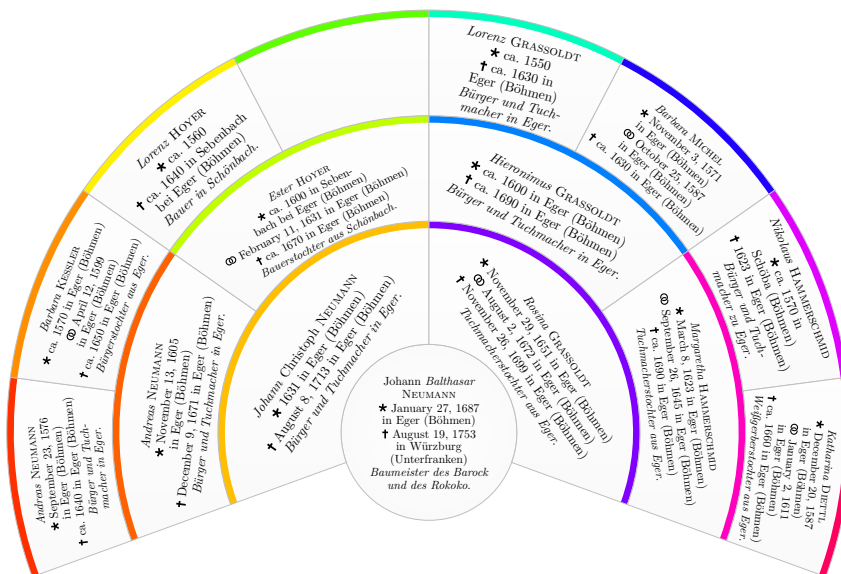 Johann Balthasar
NEUMANN
* January 27, 1687
in Eger (Böhmen)
† August 19, 1753
in Würzburg
(Unterfranken)
Baumeister des Barock
und des Rokoko.
Johann Christoph NEUMANN
* 1631 in Eger (Böhmen)
† August 8, 1713 in Eger (Böhmen)
Bürger und Tuchmacher in Eger.
Rosina GRASSOLDT
* November 29, 1651 in Eger (Böhmen)
⚭ August 2, 1672 in Eger (Böhmen)
† November 26, 1699 in Eger (Böhmen)
Tuchmacherstochter aus Eger.
Andreas NEUMANN
* November 13, 1605
in Eger (Böhmen)
† December 9, 1671 in Eger (Böhmen)
Bürger und Tuchmacher in Eger.
Ester HOYER
* ca. 1600 in Seben-
bach bei Eger (Böhmen)
⚭ February 11, 1631 in Eger (Böhmen)
† ca. 1670 in Eger (Böhmen)
Bauerstochter aus Schönbach.
Hieronimus GRASSOLDT
* ca. 1600 in Eger (Böhmen)
† ca. 1690 in Eger (Böhmen)
Bürger und Tuchmacher in Eger.
Margaretha HAMMERSCHMID
* March 8, 1623 in Eger (Böhmen)
⚭ September 26, 1645 in Eger (Böhmen)
† ca. 1690 in Eger (Böhmen)
Tuchmacherstochter aus Eger.
Andreas NEUMANN
* September 23, 1576
in Eger (Böhmen)
† ca. 1640 in Eger (Böhmen)
Bürger und Tuch-
macher in Eger.
Barbara KESSLER
* ca. 1570 in Eger (Böhmen)
⚭ April 12, 1599
in Eger (Böhmen)
† ca. 1650 in Eger (Böhmen)
Bürgerstochter aus Eger.
Lorenz HOYER
* ca. 1560
† ca. 1640 in Sebenbach
bei Eger (Böhmen)
Bauer in Schönbach.
Lorenz GRASSOLDT
* ca. 1550
† ca. 1630 in
Eger (Böhmen)
Bürger und Tuch-
macher in Eger.
Barbara MICHEL
* November 3, 1571
in Eger (Böhmen)
⚭ October 25, 1587
in Eger (Böhmen)
† ca. 1630 in Eger (Böhmen)
Nikolaus HAMMERSCHMID
* ca. 1570 in
Schöba (Böhmen)
† 1623 in Eger (Böhmen)
Bürger und Tuch-
macher zu Eger.
Katharina DIETTL
* December 20, 1587
in Eger (Böhmen)
⚭ January 2, 1611
in Eger (Böhmen)
† ca. 1660 in Eger (Böhmen)
Weißgerberstochter aus Eger.